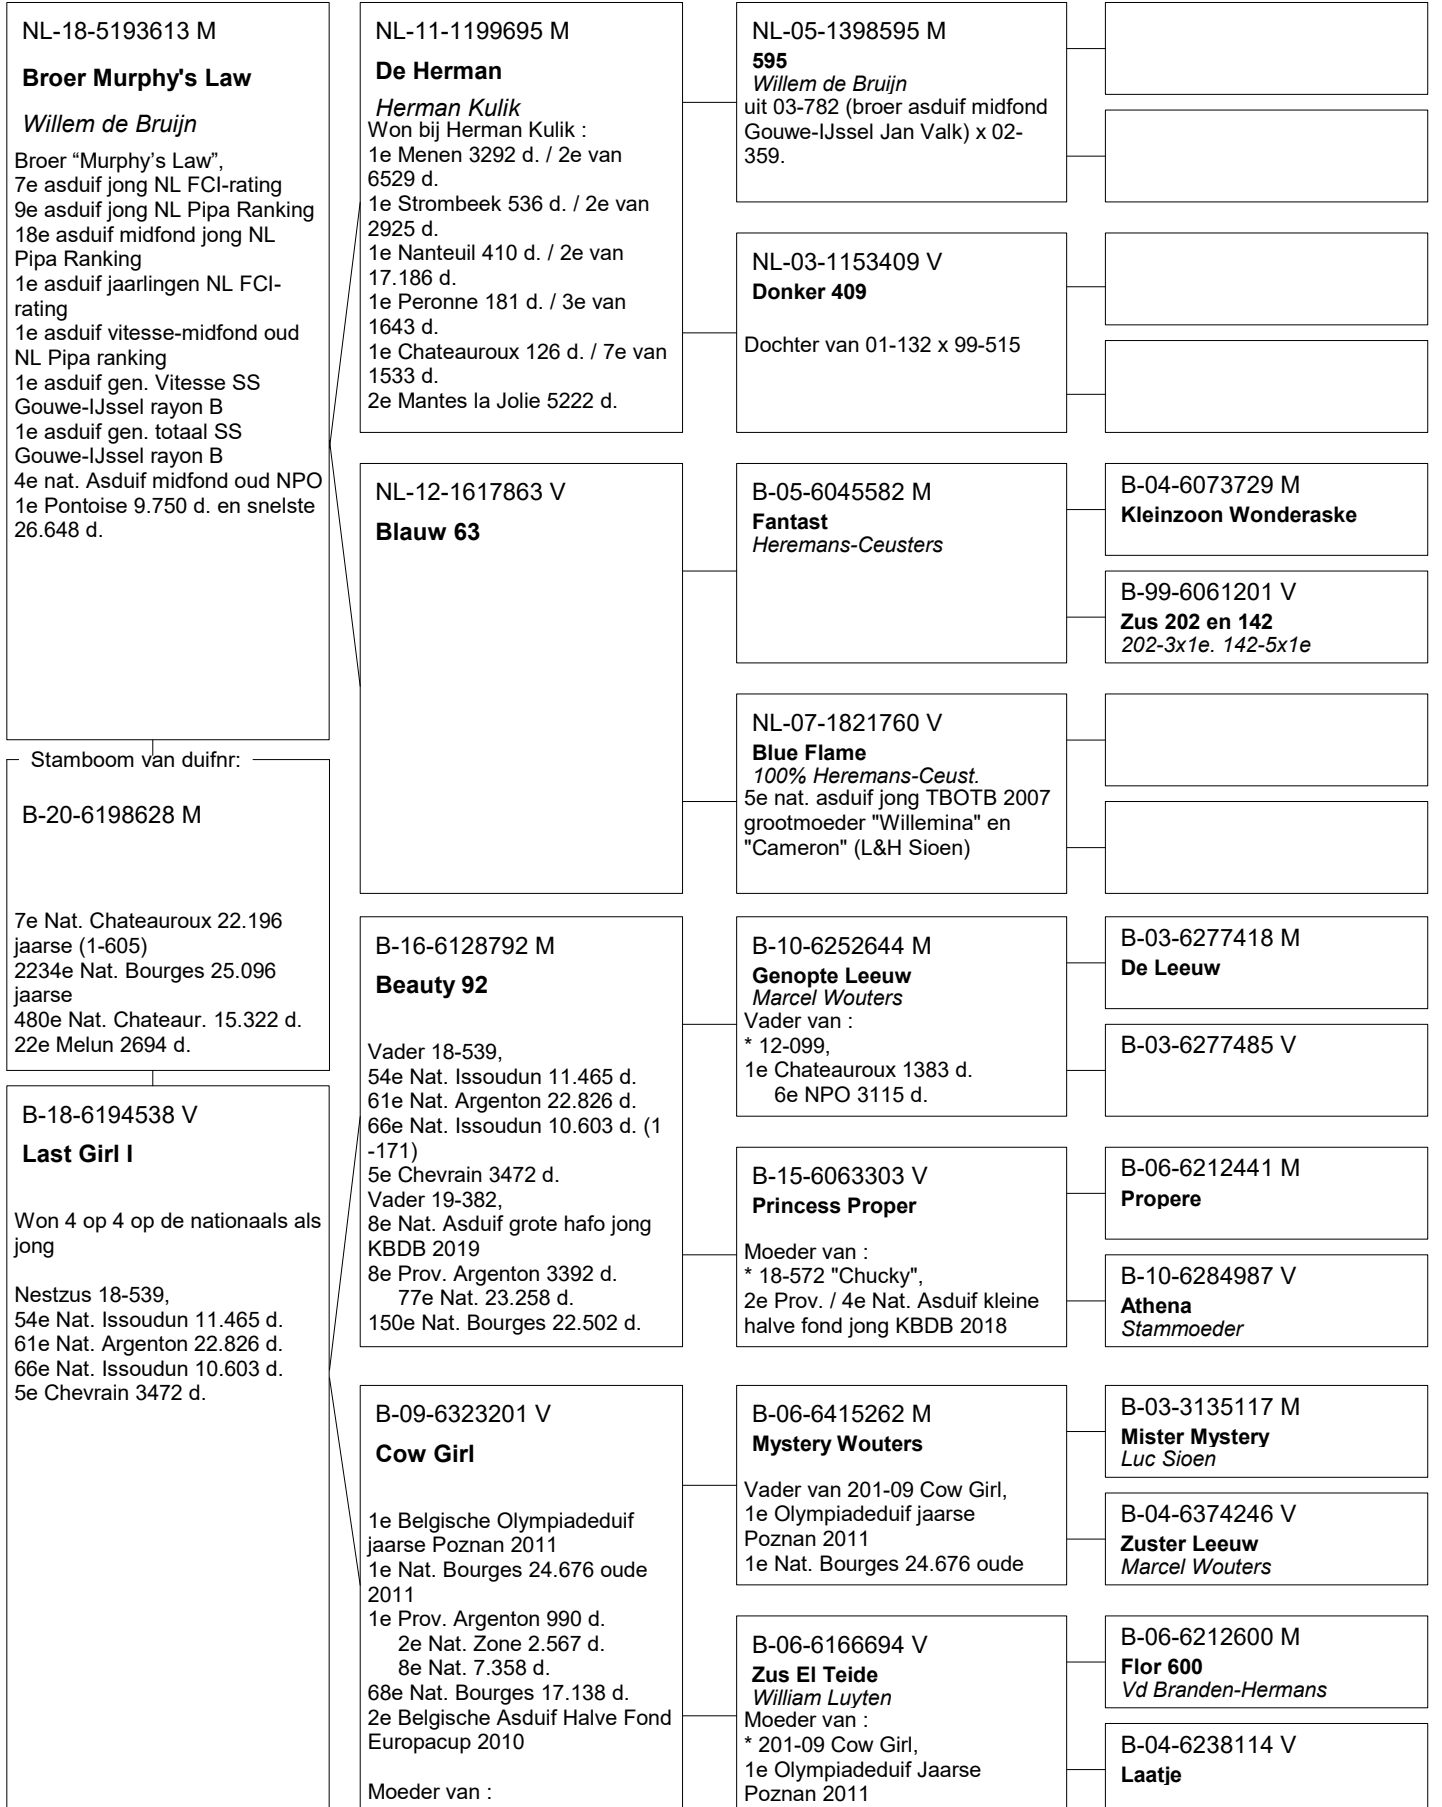 NL-18-5193613 M
Broer Murphy's Law
Willem de Bruijn
Broer “Murphy’s Law”,
7e asduif jong NL FCI-rating
9e asduif jong NL Pipa Ranking
18e asduif midfond jong NL
Pipa Ranking
1e asduif jaarlingen NL FCI-
rating
1e asduif vitesse-midfond oud
NL Pipa ranking
1e asduif gen. Vitesse SS
Gouwe-IJssel rayon B
1e asduif gen. totaal SS
Gouwe-IJssel rayon B
4e nat. Asduif midfond oud NPO
1e Pontoise 9.750 d. en snelste
26.648 d.
Stamboom van duifnr:
B-20-6198628 M
7e Nat. Chateauroux 22.196
jaarse (1-605)
2234e Nat. Bourges 25.096
jaarse
480e Nat. Chateaur. 15.322 d.
22e Melun 2694 d.
B-18-6194538 V
Last Girl I
Won 4 op 4 op de nationaals als
jong
Nestzus 18-539,
54e Nat. Issoudun 11.465 d.
61e Nat. Argenton 22.826 d.
66e Nat. Issoudun 10.603 d.
5e Chevrain 3472 d.
NL-11-1199695 M
De Herman
Herman Kulik
Won bij Herman Kulik :
1e Menen 3292 d. / 2e van
6529 d.
1e Strombeek 536 d. / 2e van
2925 d.
1e Nanteuil 410 d. / 2e van
17.186 d.
1e Peronne 181 d. / 3e van
1643 d.
1e Chateauroux 126 d. / 7e van
1533 d.
2e Mantes la Jolie 5222 d.
NL-12-1617863 V
Blauw 63
B-16-6128792 M
Beauty 92
Vader 18-539,
54e Nat. Issoudun 11.465 d.
61e Nat. Argenton 22.826 d.
66e Nat. Issoudun 10.603 d. (1
-171)
5e Chevrain 3472 d.
Vader 19-382,
8e Nat. Asduif grote hafo jong
KBDB 2019
8e Prov. Argenton 3392 d.
77e Nat. 23.258 d.
150e Nat. Bourges 22.502 d.
B-09-6323201 V
Cow Girl
1e Belgische Olympiadeduif
jaarse Poznan 2011
1e Nat. Bourges 24.676 oude
2011
1e Prov. Argenton 990 d.
2e Nat. Zone 2.567 d.
8e Nat. 7.358 d.
68e Nat. Bourges 17.138 d.
2e Belgische Asduif Halve Fond
Europacup 2010
Moeder van :
NL-05-1398595 M
595
Willem de Bruijn
uit 03-782 (broer asduif midfond
Gouwe-IJssel Jan Valk) x 02-
359.
NL-03-1153409 V
Donker 409
Dochter van 01-132 x 99-515
B-05-6045582 M
Fantast
Heremans-Ceusters
NL-07-1821760 V
Blue Flame
100% Heremans-Ceust.
5e nat. asduif jong TBOTB 2007
grootmoeder "Willemina" en
"Cameron" (L&H Sioen)
B-10-6252644 M
Genopte Leeuw
Marcel Wouters
Vader van :
* 12-099,
1e Chateauroux 1383 d.
6e NPO 3115 d.
B-15-6063303 V
Princess Proper
Moeder van :
* 18-572 "Chucky",
2e Prov. / 4e Nat. Asduif kleine
halve fond jong KBDB 2018
B-06-6415262 M
Mystery Wouters
Vader van 201-09 Cow Girl,
1e Olympiadeduif jaarse
Poznan 2011
1e Nat. Bourges 24.676 oude
B-06-6166694 V
Zus El Teide
William Luyten
Moeder van :
* 201-09 Cow Girl,
1e Olympiadeduif Jaarse
Poznan 2011
B-04-6073729 M
Kleinzoon Wonderaske
B-99-6061201 V
Zus 202 en 142
202-3x1e. 142-5x1e
B-03-6277418 M
De Leeuw
B-03-6277485 V
B-06-6212441 M
Propere
B-10-6284987 V
Athena
Stammoeder
B-03-3135117 M
Mister Mystery
Luc Sioen
B-04-6374246 V
Zuster Leeuw
Marcel Wouters
B-06-6212600 M
Flor 600
Vd Branden-Hermans
B-04-6238114 V
Laatje